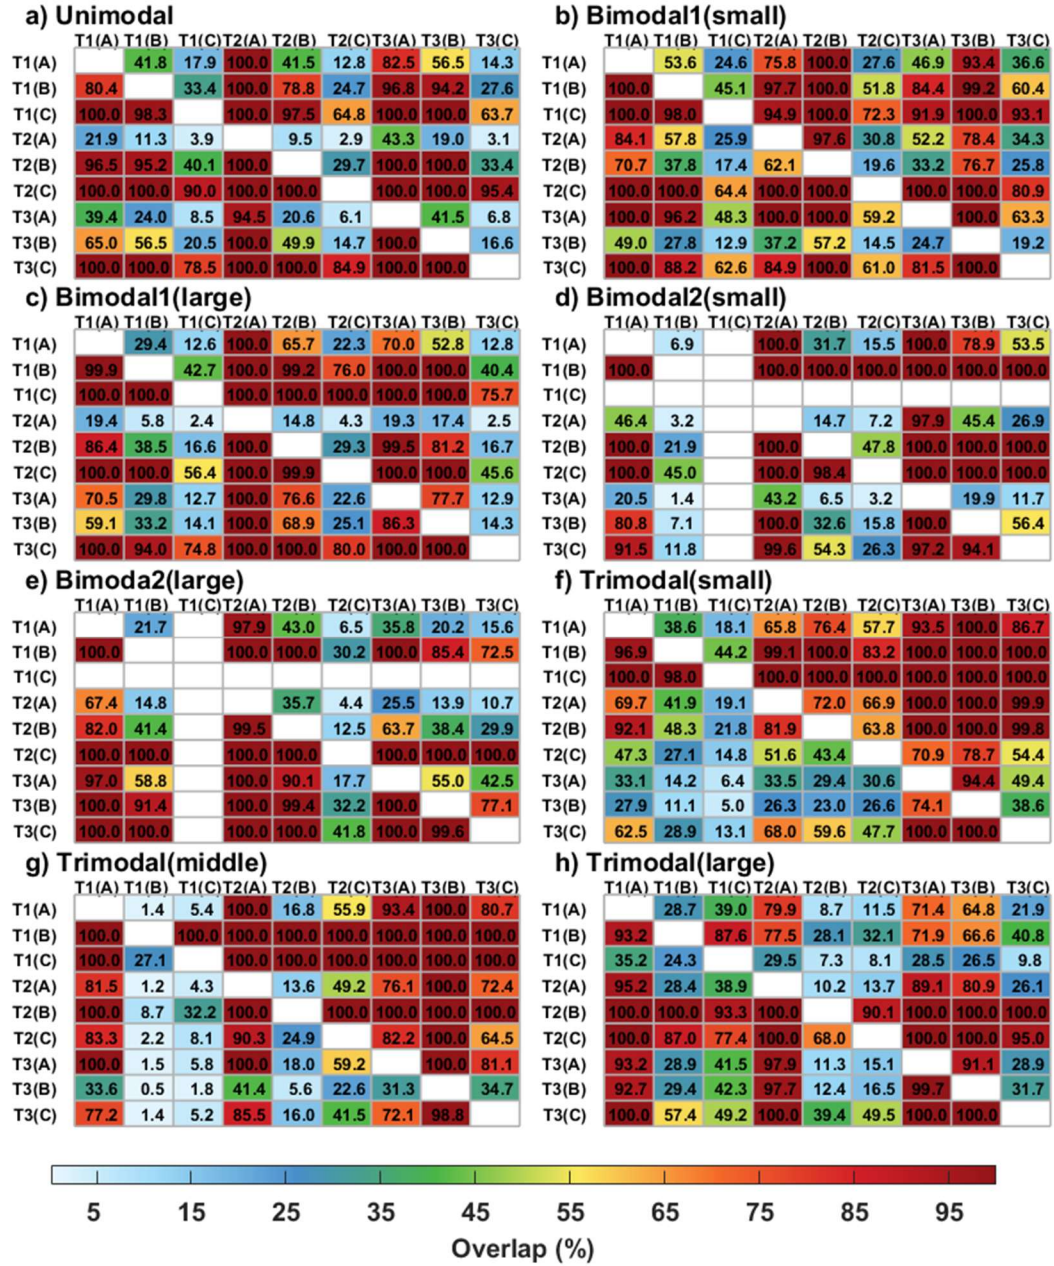 a) Unimodal
T1(A) T1(B) T1(C) T2(A) T2(B) T2(C) T3(A) T3(B) T3(C)
T1(A) 41.8 17.9 100.0 41.5 12.8 82.5 56.5 14.3
T1(B) 80.4 33.4 100.0 78.8 24.7 96.8 94.2 27.6
T1(C) 100.0 98.3 100.0 97.5 64.8 100.0 100.0 63.7
T2(A) 21.9 11.3 3.9 9.5 2.9 43.3 19.0 3.1
T2(B) 96.5 95.2 40.1 100.0 29.7 100.0 100.0 33.4
T2(C) 100.0 100.0 90.0 100.0 100.0 100.0 100.0 95.4
T3(A) 39.4 24.0 8.5 94.5 20.6 6.1 41.5 6.8
T3(B) 65.0 56.5 20.5 100.0 49.9 14.7 100.0 16.6
T3(C) 100.0 100.0 78.5 100.0 100.0 84.9 100.0 100.0
b) Bimodal1(small)
T1(A) T1(B) T1(C) T2(A) T2(B) T2(C) T3(A) T3(B) T3(C)
T1(A) 53.6 24.6 75.8 100.0 27.6 46.9 93.4 36.6
T1(B) 100.0 45.1 97.7 100.0 51.8 84.4 99.2 60.4
T1(C) 100.0 98.0 94.9 100.0 72.3 91.9 100.0 93.1
T2(A) 84.1 57.8 25.9 97.6 30.8 52.2 78.4 34.3
T2(B) 70.7 37.8 17.4 62.1 19.6 33.2 76.7 25.8
T2(C) 100.0 100.0 64.4 100.0 100.0 100.0 100.0 80.9
T3(A) 100.0 96.2 48.3 100.0 100.0 59.2 100.0 63.3
T3(B) 49.0 27.8 12.9 37.2 57.2 14.5 24.7 19.2
T3(C) 100.0 88.2 62.6 84.9 100.0 61.0 81.5 100.0
c) Bimodal1(large)
T1(A) T1(B) T1(C) T2(A) T2(B) T2(C) T3(A) T3(B) T3(C)
T1(A) 29.4 12.6 100.0 65.7 22.3 70.0 52.8 12.8
T1(B) 99.9 42.7 100.0 99.2 76.0 100.0 100.0 40.4
T1(C) 100.0 100.0 100.0 100.0 100.0 100.0 100.0 75.7
T2(A) 19.4 5.8 2.4 14.8 4.3 19.3 17.4 2.5
T2(B) 86.4 38.5 16.6 100.0 29.3 99.5 81.2 16.7
T2(C) 100.0 100.0 56.4 100.0 99.9 100.0 100.0 45.6
T3(A) 70.5 29.8 12.7 100.0 76.6 22.6 77.7 12.9
T3(B) 59.1 33.2 14.1 100.0 68.9 25.1 86.3 14.3
T3(C) 100.0 94.0 74.8 100.0 100.0 80.0 100.0 100.0
d) Bimodal2(small)
T1(A) T1(B) T1(C) T2(A) T2(B) T2(C) T3(A) T3(B) T3(C)
T1(A) 6.9 100.0 31.7 15.5 100.0 78.9 53.5
T1(B) 100.0 100.0 100.0 100.0 100.0 100.0 100.0
T1(C)
T2(A) 46.4 3.2 14.7 7.2 97.9 45.4 26.9
T2(B) 100.0 21.9 100.0 47.8 100.0 100.0 100.0
T2(C) 100.0 45.0 100.0 98.4 100.0 100.0 100.0
T3(A) 20.5 1.4 43.2 6.5 3.2 19.9 11.7
T3(B) 80.8 7.1 100.0 32.6 15.8 100.0 56.4
T3(C) 91.5 11.8 99.6 54.3 26.3 97.2 94.1
e) Bimoda2(large)
T1(A) T1(B) T1(C) T2(A) T2(B) T2(C) T3(A) T3(B) T3(C)
T1(A) 21.7 97.9 43.0 6.5 35.8 20.2 15.6
T1(B) 100.0 100.0 100.0 30.2 100.0 85.4 72.5
T1(C)
T2(A) 67.4 14.8 35.7 4.4 25.5 13.9 10.7
T2(B) 82.0 41.4 99.5 12.5 63.7 38.4 29.9
T2(C) 100.0 100.0 100.0 100.0 100.0 100.0 100.0
T3(A) 97.0 58.8 100.0 90.1 17.7 55.0 42.5
T3(B) 100.0 91.4 100.0 99.4 32.2 100.0 77.1
T3(C) 100.0 100.0 100.0 100.0 41.8 100.0 99.6
f) Trimodal(small)
T1(A) T1(B) T1(C) T2(A) T2(B) T2(C) T3(A) T3(B) T3(C)
T1(A) 38.6 18.1 65.8 76.4 57.7 93.5 100.0 86.7
T1(B) 96.9 44.2 99.1 100.0 83.2 100.0 100.0 100.0
T1(C) 100.0 98.0 100.0 100.0 100.0 100.0 100.0 100.0
T2(A) 69.7 41.9 19.1 72.0 66.9 100.0 100.0 99.9
T2(B) 92.1 48.3 21.8 81.9 63.8 100.0 100.0 99.8
T2(C) 47.3 27.1 14.8 51.6 43.4 70.9 78.7 54.4
T3(A) 33.1 14.2 6.4 33.5 29.4 30.6 94.4 49.4
T3(B) 27.9 11.1 5.0 26.3 23.0 26.6 74.1 38.6
T3(C) 62.5 28.9 13.1 68.0 59.6 47.7 100.0 100.0
g) Trimodal(middle)
T1(A) T1(B) T1(C) T2(A) T2(B) T2(C) T3(A) T3(B) T3(C)
T1(A) 1.4 5.4 100.0 16.8 55.9 93.4 100.0 80.7
T1(B) 100.0 100.0 100.0 100.0 100.0 100.0 100.0 100.0
T1(C) 100.0 27.1 100.0 100.0 100.0 100.0 100.0 100.0
T2(A) 81.5 1.2 4.3 13.6 49.2 76.1 100.0 72.4
T2(B) 100.0 8.7 32.2 100.0 100.0 100.0 100.0 100.0
T2(C) 83.3 2.2 8.1 90.3 24.9 82.2 100.0 64.5
T3(A) 100.0 1.5 5.8 100.0 18.0 59.2 100.0 81.1
T3(B) 33.6 0.5 1.8 41.4 5.6 22.6 31.3 34.7
T3(C) 77.2 1.4 5.2 85.5 16.0 41.5 72.1 98.8
h) Trimodal(large)
T1(A) T1(B) T1(C) T2(A) T2(B) T2(C) T3(A) T3(B) T3(C)
T1(A) 28.7 39.0 79.9 8.7 11.5 71.4 64.8 21.9
T1(B) 93.2 87.6 77.5 28.1 32.1 71.9 66.6 40.8
T1(C) 35.2 24.3 29.5 7.3 8.1 28.5 26.5 9.8
T2(A) 95.2 28.4 38.9 10.2 13.7 89.1 80.9 26.1
T2(B) 100.0 100.0 93.3 100.0 90.1 100.0 100.0 100.0
T2(C) 100.0 87.0 77.4 100.0 68.0 100.0 100.0 95.0
T3(A) 93.2 28.9 41.5 97.9 11.3 15.1 91.1 28.9
T3(B) 92.7 29.4 42.3 97.7 12.4 16.5 99.7 31.7
T3(C) 100.0 57.4 49.2 100.0 39.4 49.5 100.0 100.0
5 15 25 35 45 55 65 75 85 95
Overlap (%)